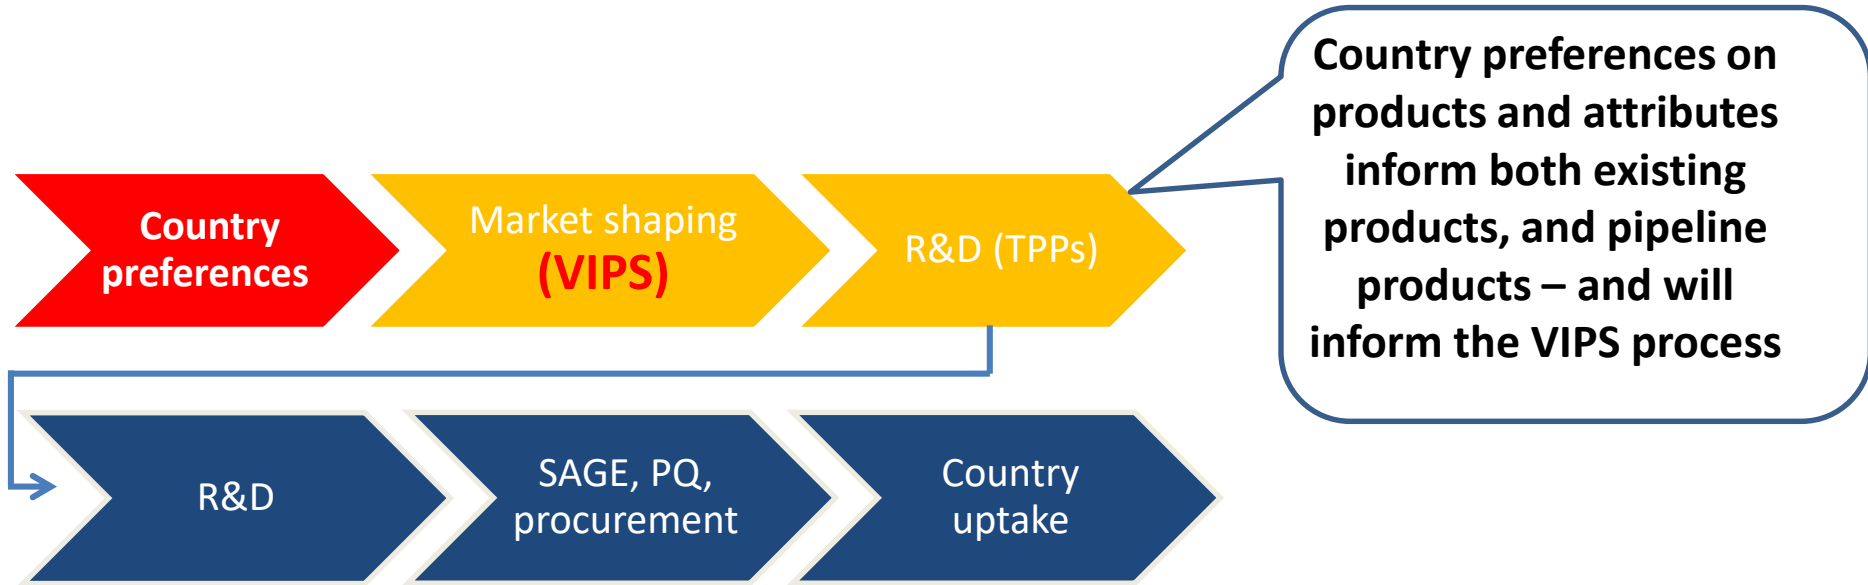 Country
preferences
Market shaping
(VIPS)
R&D (TPPs)
Country preferences on
products and attributes
inform both existing
products, and pipeline
products – and will
inform the VIPS process
R&D
SAGE, PQ,
procurement
Country
uptake